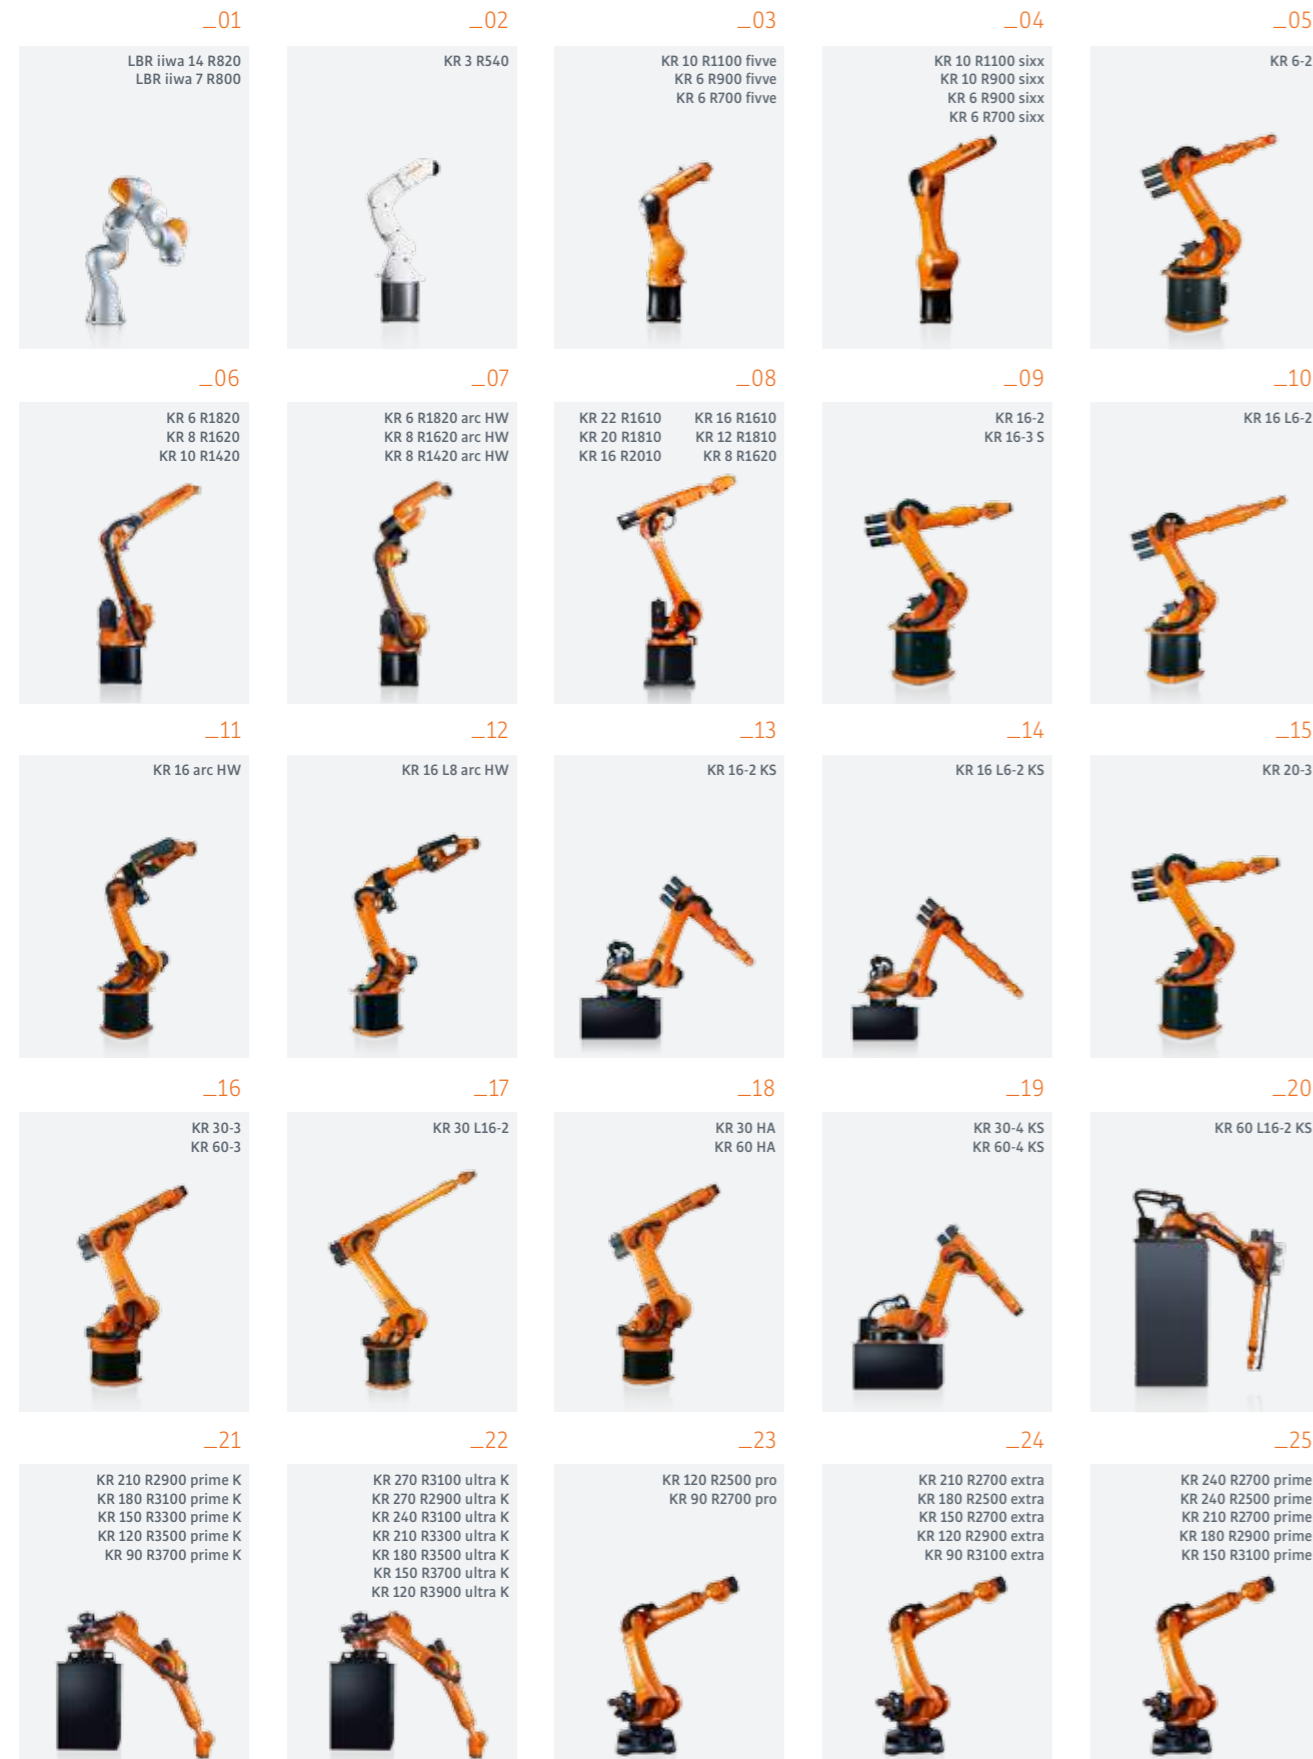 _01
LBR iiwa 14 R820
LBR iiwa 7 R800
_02
KR 3 R540
_03
KR 10 R1100 fivve
KR 6 R900 fivve
KR 6 R700 fivve
_04
KR 10 R1100 sixx
KR 10 R900 sixx
KR 6 R900 sixx
KR 6 R700 sixx
_05
KR 6-2
_06
KR 6 R1820
KR 8 R1620
KR 10 R1420
_07
KR 6 R1820 arc HW
KR 8 R1620 arc HW
KR 8 R1420 arc HW
_08
KR 22 R1610 KR 16 R1610
KR 20 R1810 KR 12 R1810
KR 16 R2010 KR 8 R1620
_09
KR 16-2
KR 16-3 S
_10
KR 16 L6-2
_11
KR 16 arc HW
_12
KR 16 L8 arc HW
_13
KR 16-2 KS
_14
KR 16 L6-2 KS
_15
KR 20-3
_16
KR 30-3
KR 60-3
_17
KR 30 L16-2
_18
KR 30 HA
KR 60 HA
_19
KR 30-4 KS
KR 60-4 KS
_20
KR 60 L16-2 KS
_21
KR 210 R2900 prime K
KR 180 R3100 prime K
KR 150 R3300 prime K
KR 120 R3500 prime K
KR 90 R3700 prime K
_22
KR 270 R3100 ultra K
KR 270 R2900 ultra K
KR 240 R3100 ultra K
KR 210 R3300 ultra K
KR 180 R3500 ultra K
KR 150 R3700 ultra K
KR 120 R3900 ultra K
_23
KR 120 R2500 pro
KR 90 R2700 pro
_24
KR 210 R2700 extra
KR 180 R2500 extra
KR 150 R2700 extra
KR 120 R2900 extra
KR 90 R3100 extra
_25
KR 240 R2700 prime
KR 240 R2500 prime
KR 210 R2700 prime
KR 180 R2900 prime
KR 150 R3100 prime